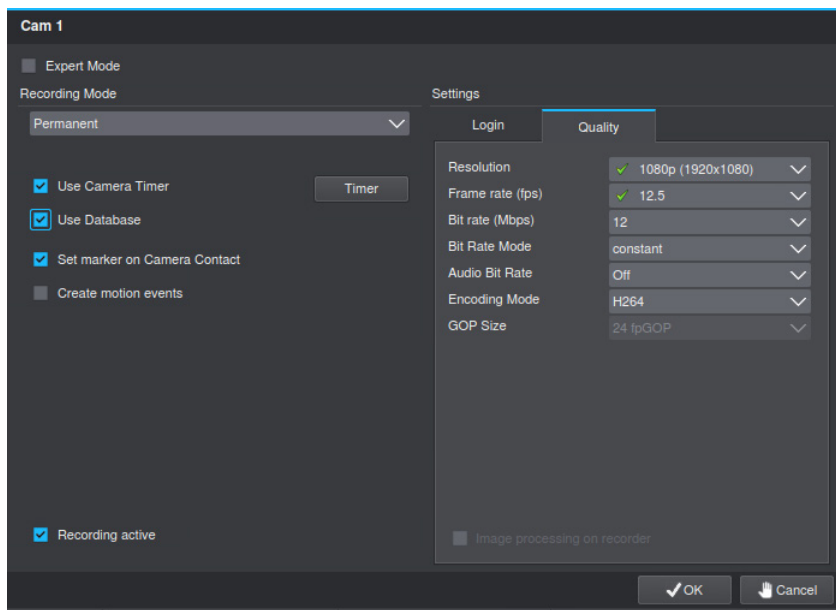 Cam 1
Expert Mode
Recording Mode
Permanent
Use Camera Timer
Timer
Use Database
Set marker on Camera Contact
Create motion events
Recording active
Settings
Login
Quality
Resolution
1080p (1920x1080)
Frame rate (fps)
12.5
Bit rate (Mbps)
12
Bit Rate Mode
constant
Audio Bit Rate
Off
Encoding Mode
H264
GOP Size
24 fpGOP
Image processing on recorder
OK
Cancel